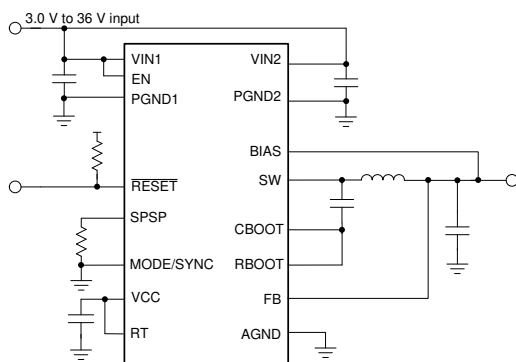 3.0 V to 36 V input
VIN1
EN
PGND1
RESET
SPSP
MODE/SYNC
VCC
RT
VIN2
PGND2
BIAS
SW
CBOOT
RBOOT
FB
AGND